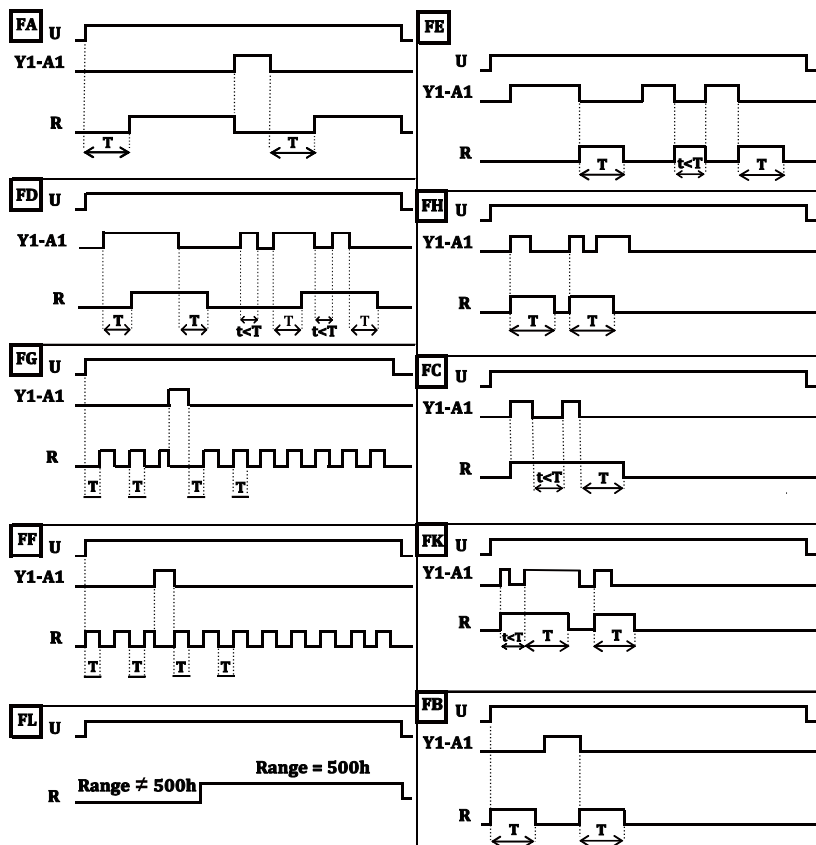 FA
U
Y1-A1
R
T
T
FD
U
Y1-A1
R
T
T
t<T
T
t<T
T
FG
U
Y1-A1
R
T
T
T
T
FF
U
Y1-A1
R
T
T
T
T
FL
U
R
Range ≠ 500h
Range = 500h
FE
U
Y1-A1
R
T
t<T
T
FH
U
Y1-A1
R
T
T
FC
U
Y1-A1
R
t<T
T
FK
U
Y1-A1
R
t<T
T
T
FB
U
Y1-A1
R
T
T